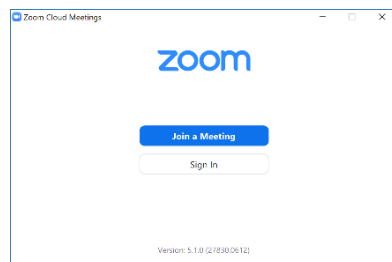 Zoom Cloud Meetings
zoom
Join a Meeting
Sign In
Version: 5.1.0 (27830.0612)